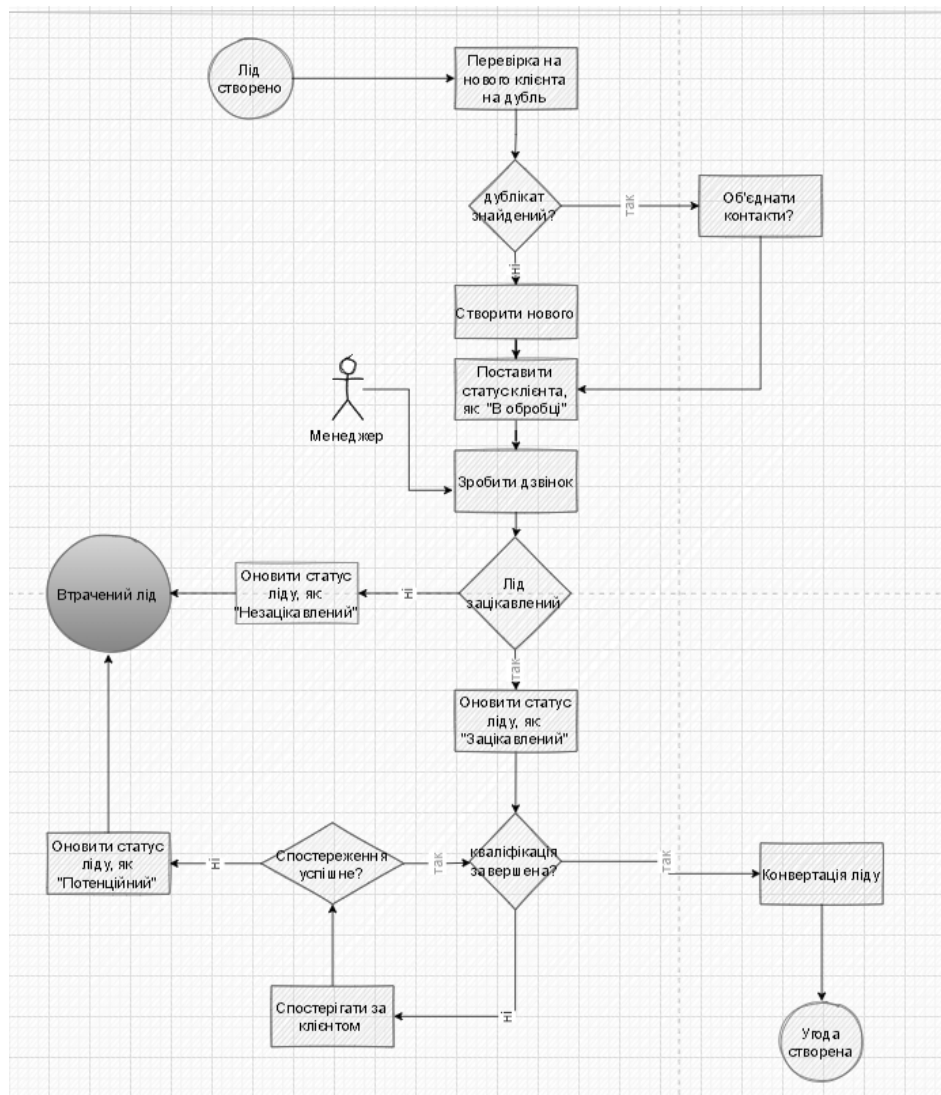 Лід
створено
Перевірка на
нового клієнта
на дубль
дублікат
знайдений?
так
Об'єднати
контакти?
ні
Створити нового
Поставити
статус клієнта,
як "В обробці"
Менеджер
Зробити дзвінок
Лід
зацікавлений
ні
Оновити статус
ліду, як
"Незацікавлений"
Втрачений лід
так
Оновити статус
ліду, як
"Зацікавлений"
кваліфікація
завершена?
так
Конвертація ліду
Угода
створена
ні
Спостерігати за
клієнтом
Спостереження
успішне?
так
ні
Оновити статус
ліду, як
"Потенційний"